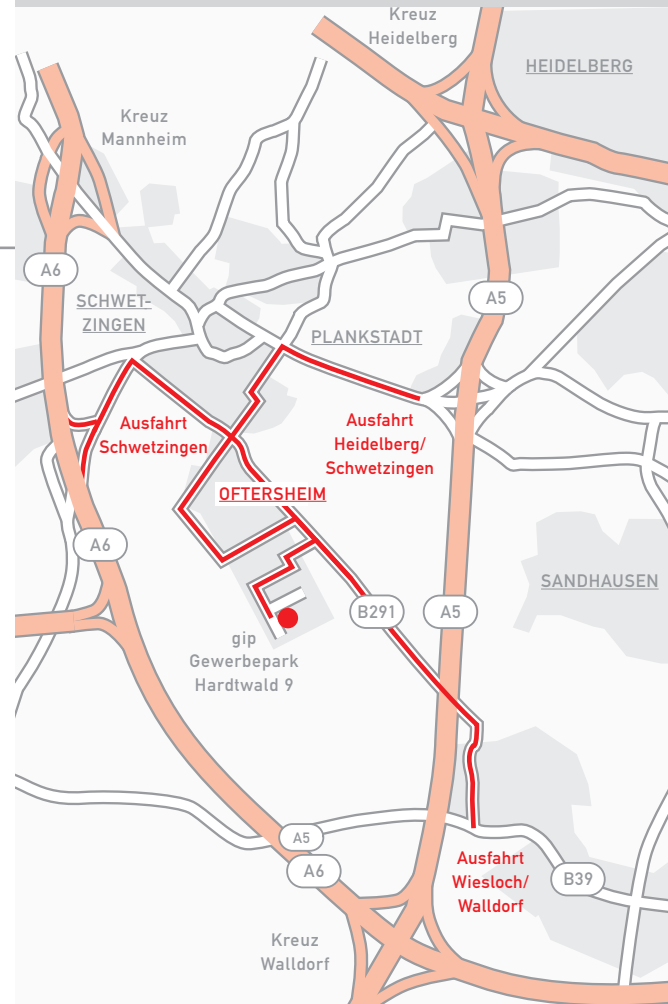 Kreuz
Heidelberg
HEIDELBERG
Kreuz
Mannheim
A6
SCHWET-
ZINGEN
A5
PLANKSTADT
Ausfahrt
Schwetzingen
Ausfahrt
Heidelberg/
Schwetzingen
OFTERSHEIM
A6
SANDHAUSEN
B291
A5
gip
Gewerbepark
Hardtwald 9
A5
A6
Ausfahrt
Wiesloch/
Walldorf
B39
Kreuz
Walldorf